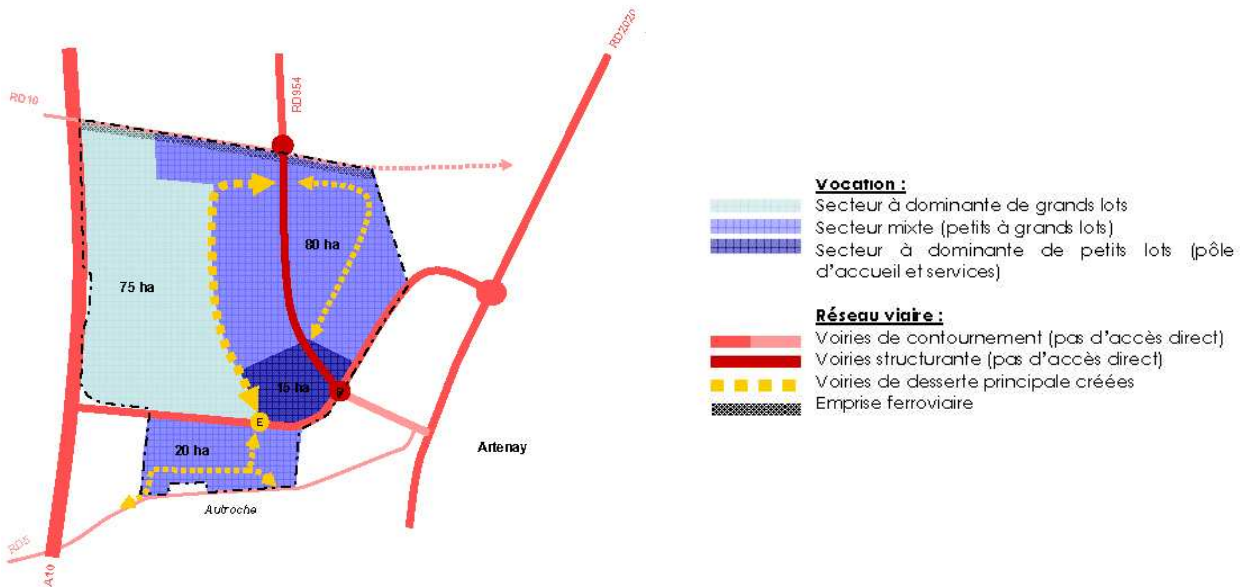 RD2020
RD954
RD10
80 ha
75 ha
15 ha
E
20 ha
Artenay
Autroche
RD5
A10
Vocation :
Secteur à dominante de grands lots
Secteur mixte (petits à grands lots)
Secteur à dominante de petits lots (pôle
d'accueil et services)
Réseau viaire :
Voiries de contournement (pas d'accès direct)
Voiries structurante (pas d'accès direct)
Voiries de desserte principale créées
Emprise ferroviaire